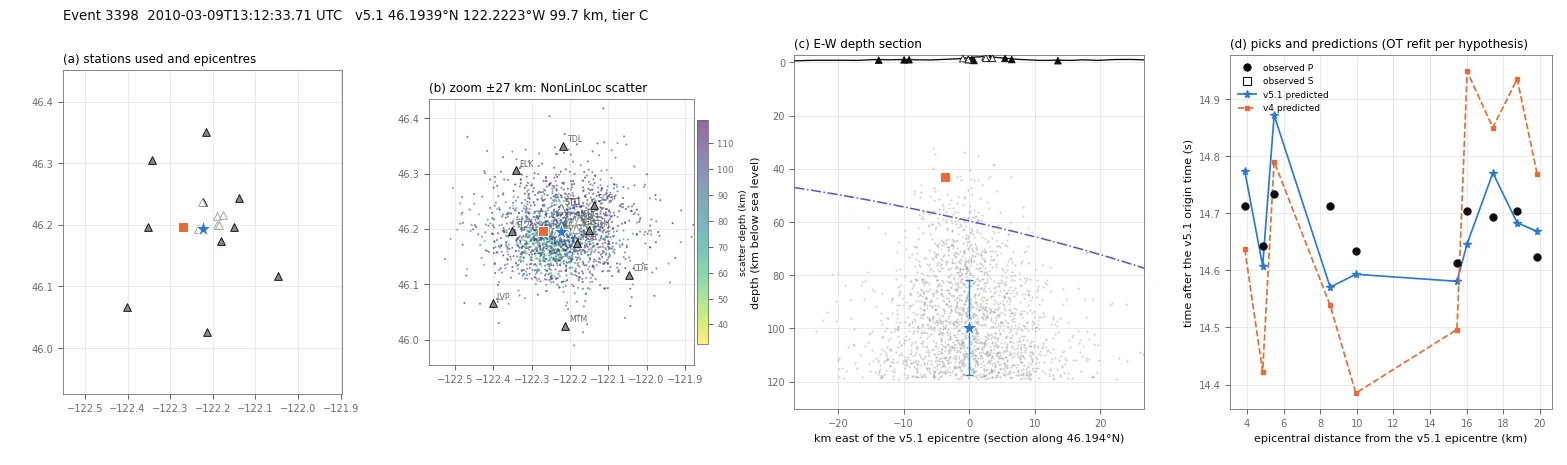 Event 3398  2010-03-09T13:12:33.71 UTC   v5.1 46.1939°N 122.2223°W 99.7 km, tier C
(a) stations used and epicentres
46.4
46.3
46.2
46.1
46.0
−122.5 −122.4 −122.3 −122.2 −122.1 −122.0 −121.9
(b) zoom ±27 km: NonLinLoc scatter
46.4
46.3
46.2
46.1
46.0
TDL
ELK
CDF
LVP
MTM
−122.5 −122.4 −122.3 −122.2 −122.1 −122.0 −121.9
110
100
90
80
70
60
50
40
scatter depth (km)
(c) E-W depth section
0
20
40
60
80
100
120
depth (km below sea level)
−20 −10 0 10 20
km east of the v5.1 epicentre (section along 46.194°N)
(d) picks and predictions (OT refit per hypothesis)
observed P
observed S
v5.1 predicted
v4 predicted
14.9
14.8
14.7
14.6
14.5
14.4
time after the v5.1 origin time (s)
4 6 8 10 12 14 16 18 20
epicentral distance from the v5.1 epicentre (km)